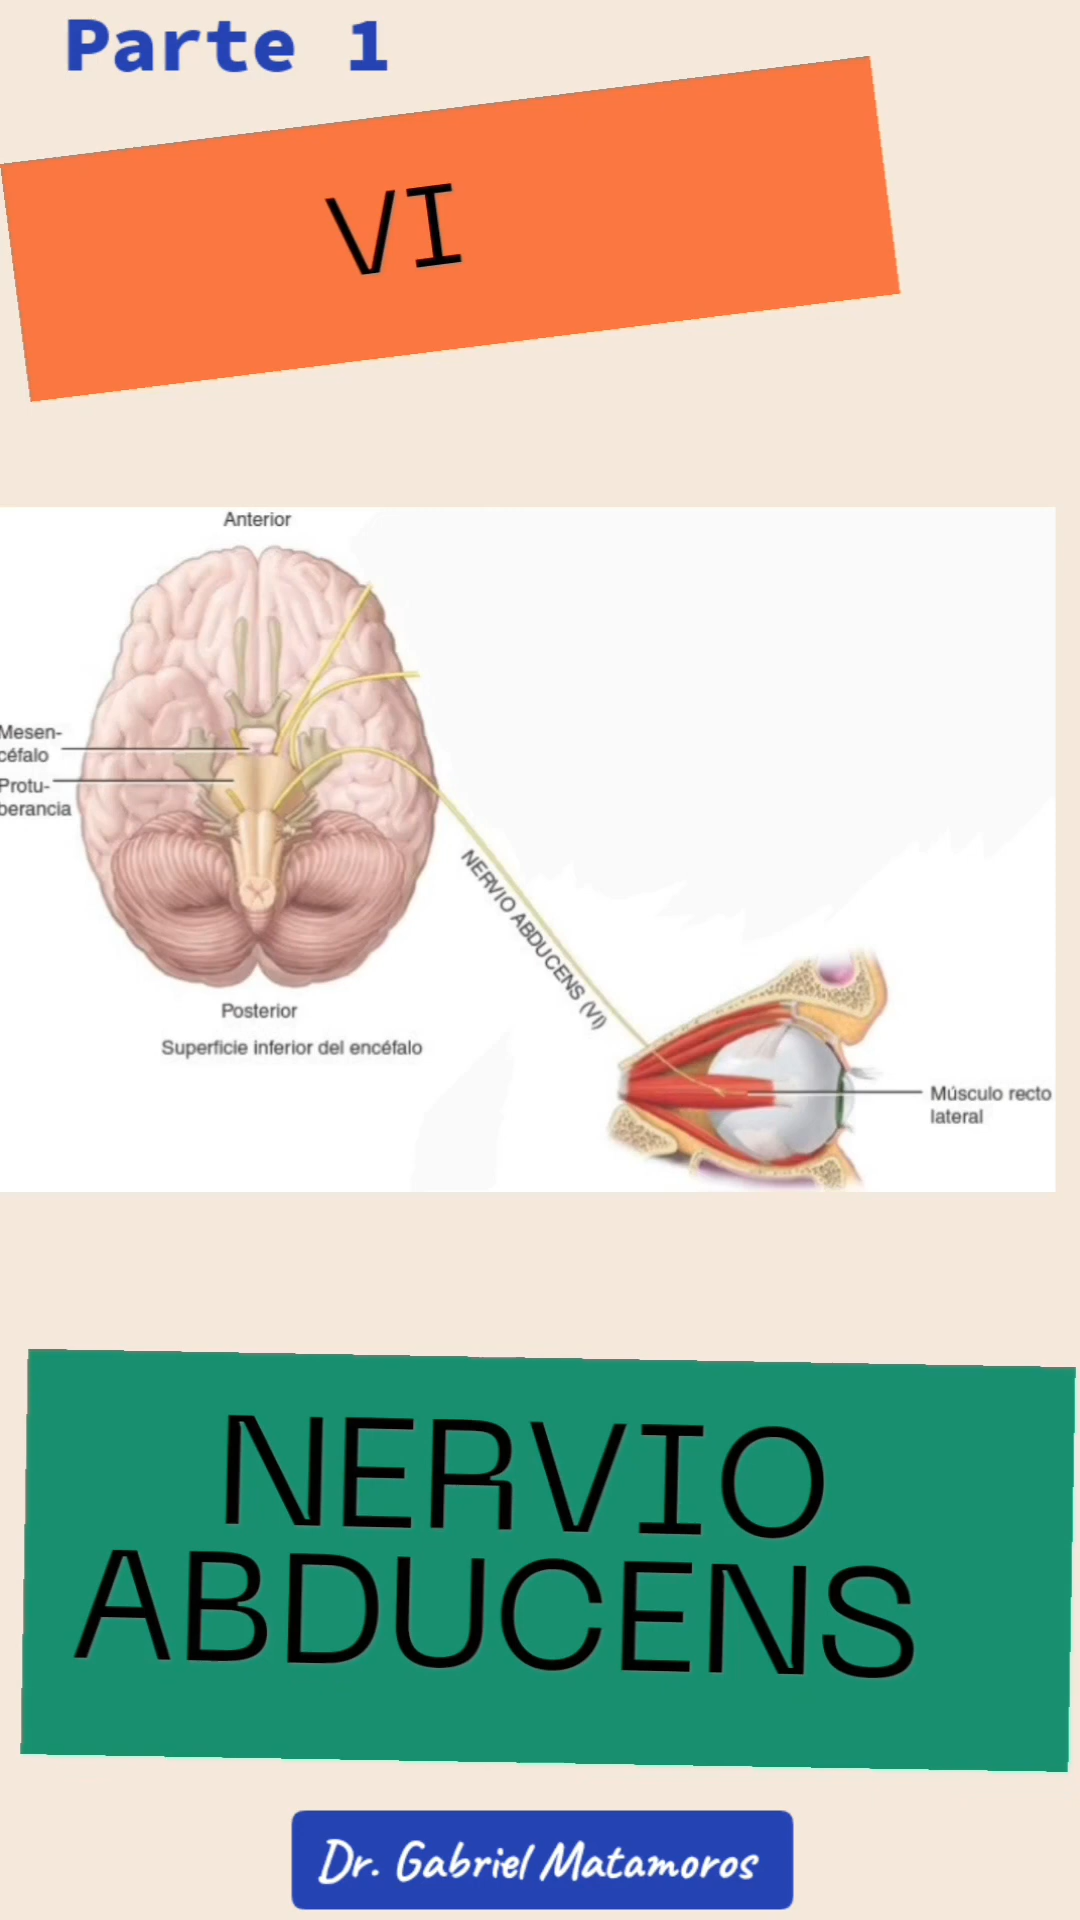 Parte 1
VI
Anterior
Mesen-
céfalo
Protu-
berancia
NERVIO ABDUCENS (VI)
Posterior
Superficie inferior del encéfalo
Músculo recto
lateral
NERVIO
ABDUCENS
Dr. Gabriel Matamoros